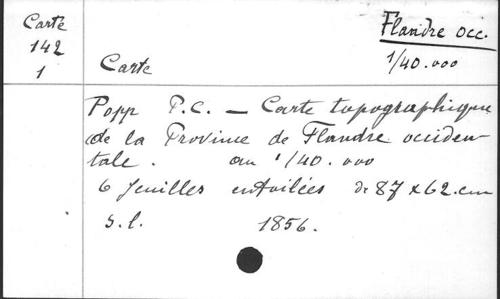 Carte
142
1
Flandre occ.
1/40.000
Carte
Popp P.C. — Carte topographique
de la Province de Flandre occiden
tale. au 1/40.000
6 feuilles entoilées de 87 x 62.cm
s.l. 1856.